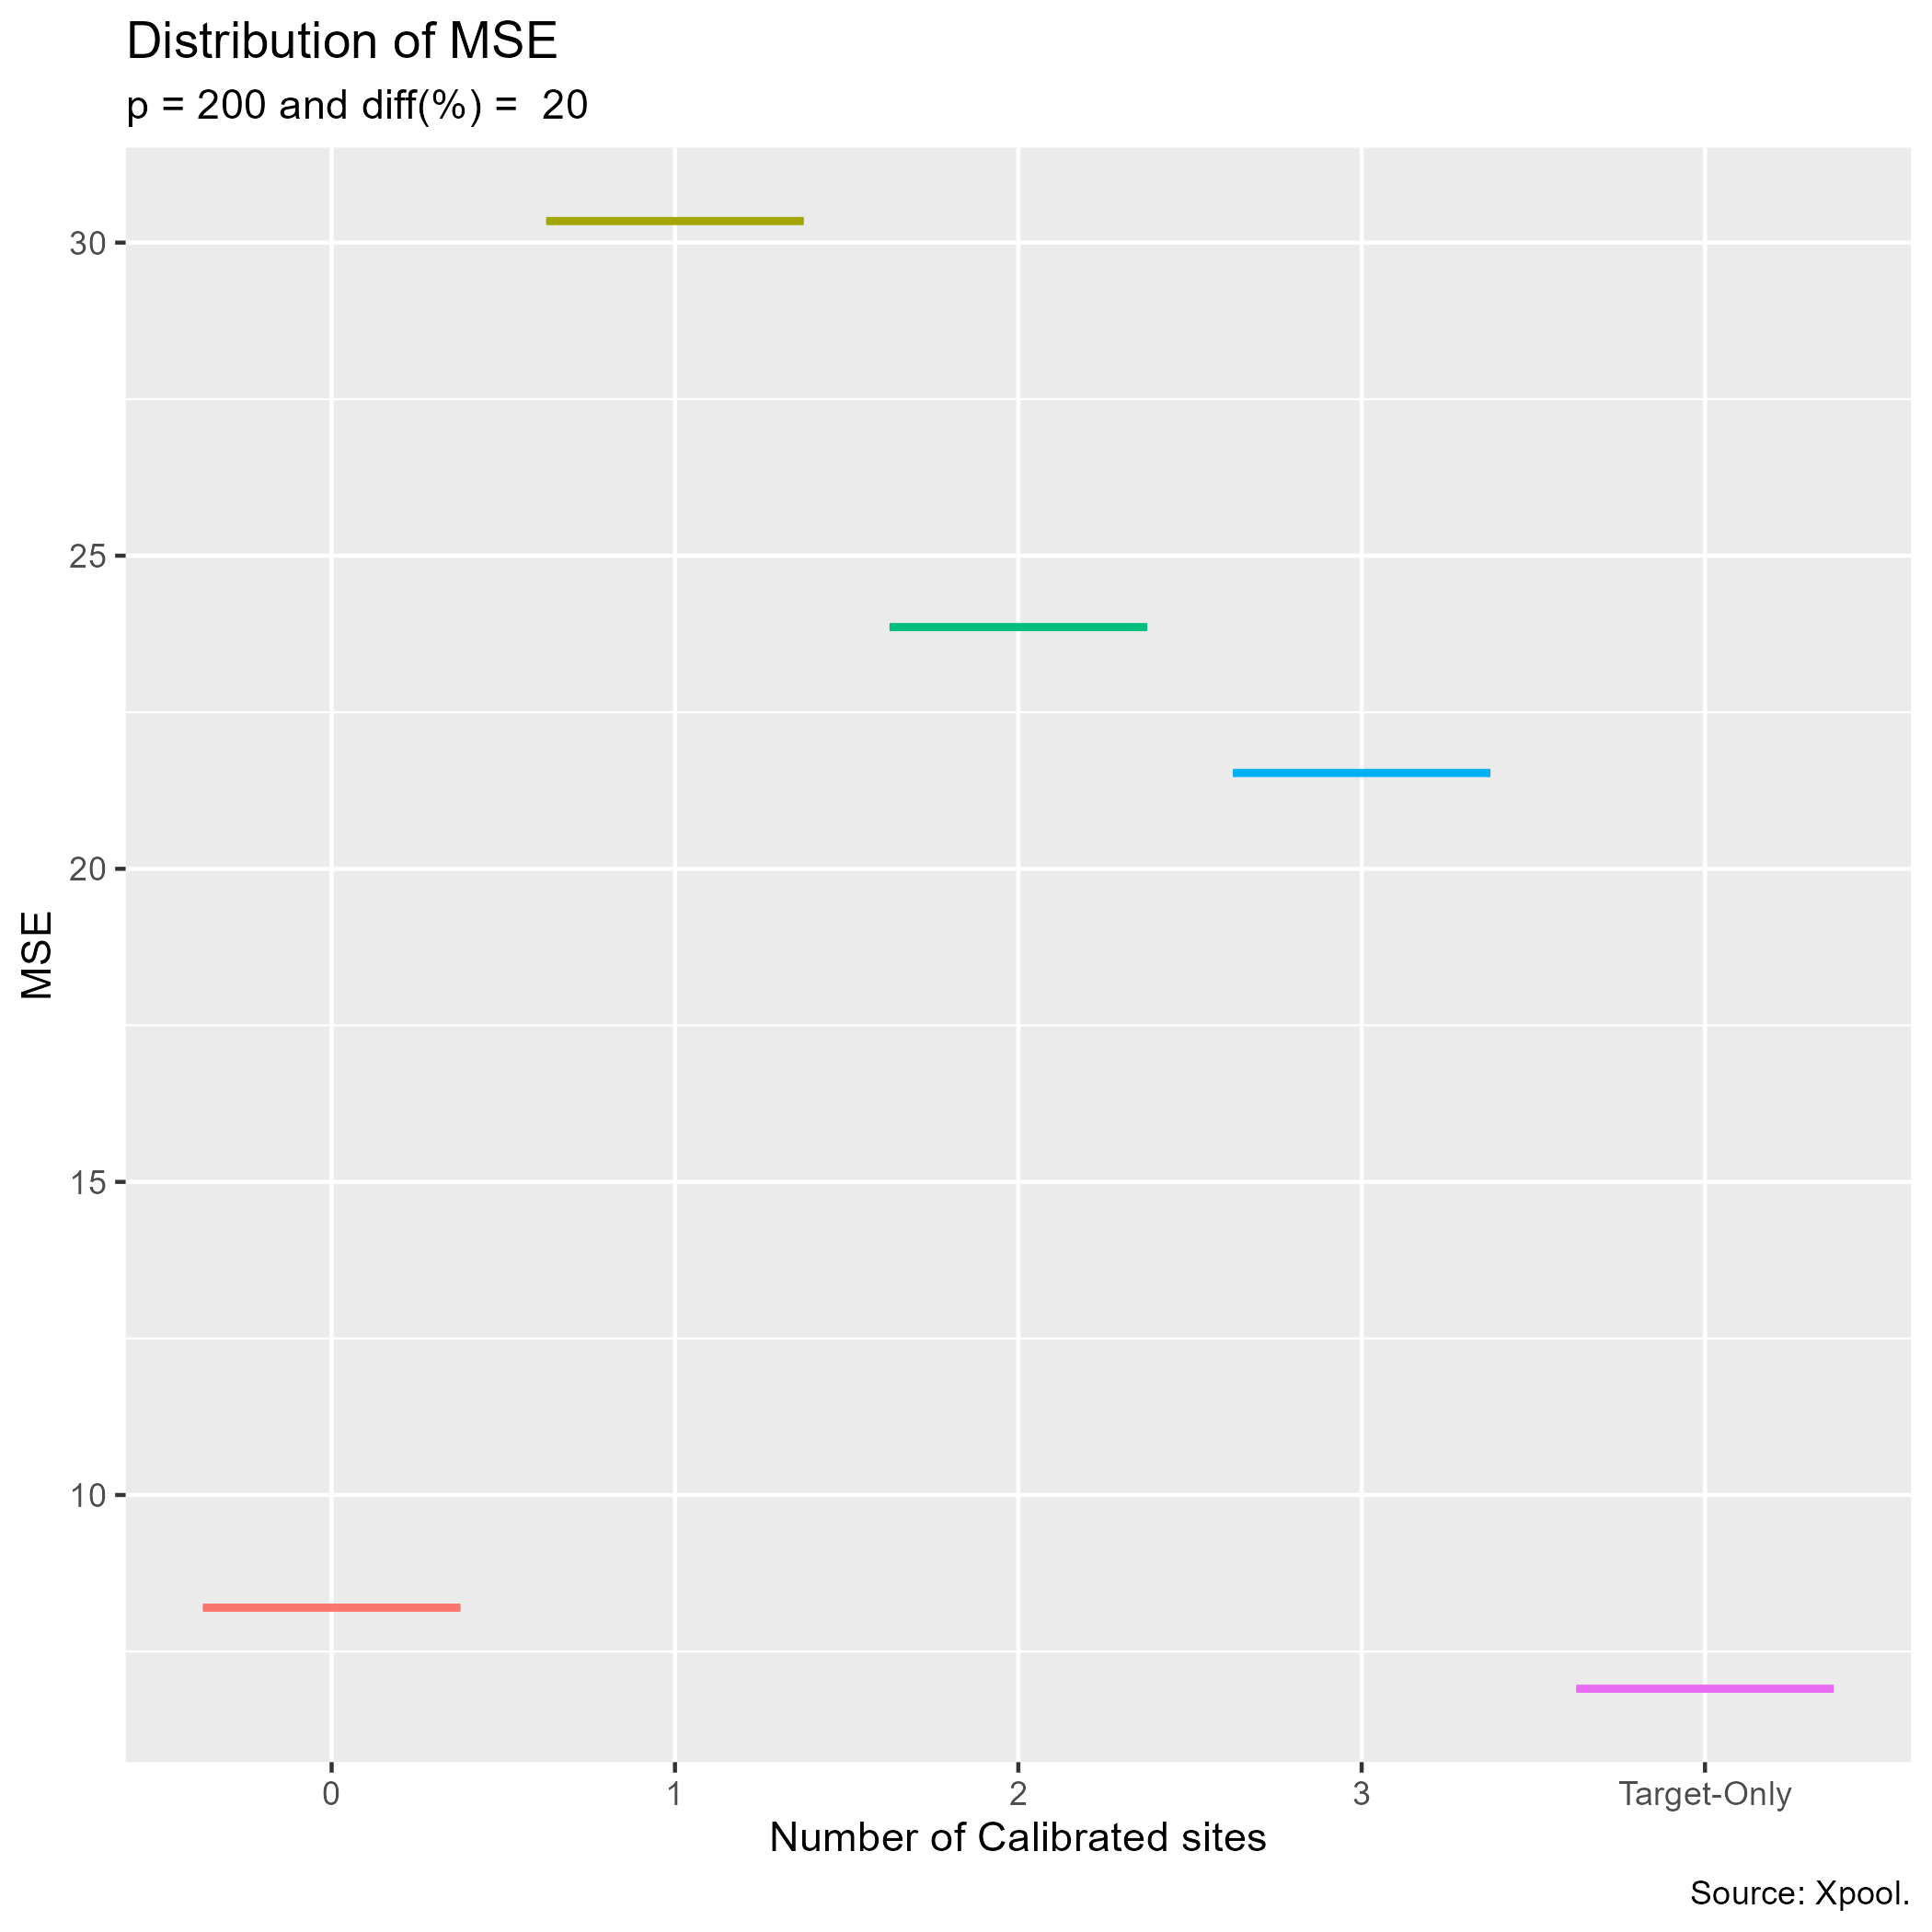 Distribution of MSE
p = 200 and diff(%) =  20
30
25
20
15
10
MSE
0
1
2
3
Target-Only
Number of Calibrated sites
Source: Xpool.